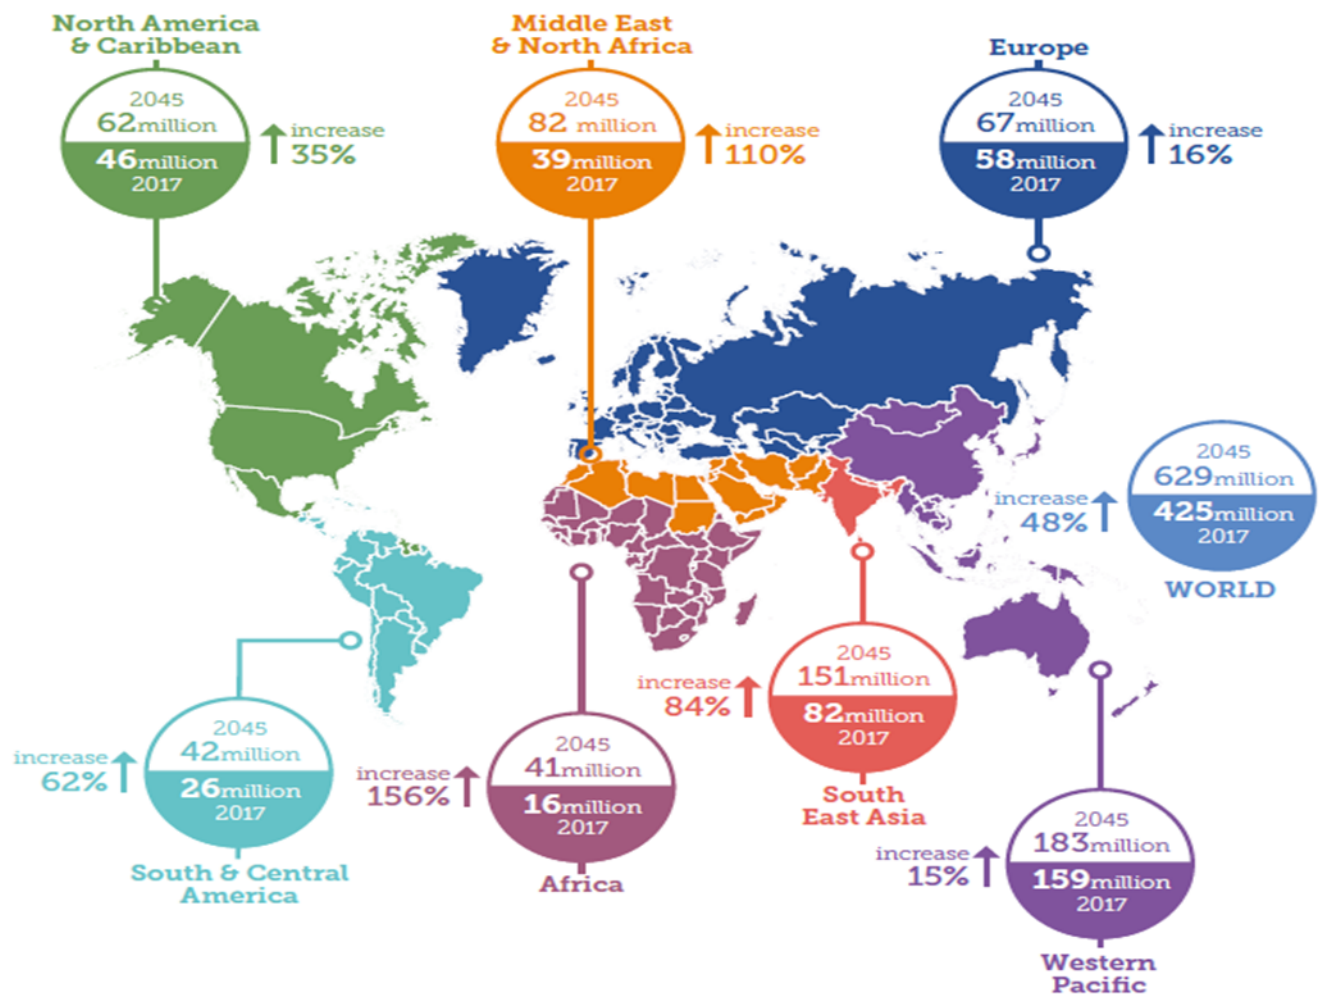 North America
& Caribbean
2045
62million
46million
2017
increase
35%
Middle East
& North Africa
2045
82 million
39million
2017
increase
110%
Europe
2045
67million
58million
2017
increase
16%
2045
629million
425million
2017
WORLD
increase
48%
2045
42million
26million
2017
South & Central
America
increase
62%
2045
41million
16million
2017
Africa
increase
156%
2045
151million
82million
2017
South
East Asia
increase
84%
2045
183million
159million
2017
Western
Pacific
increase
15%